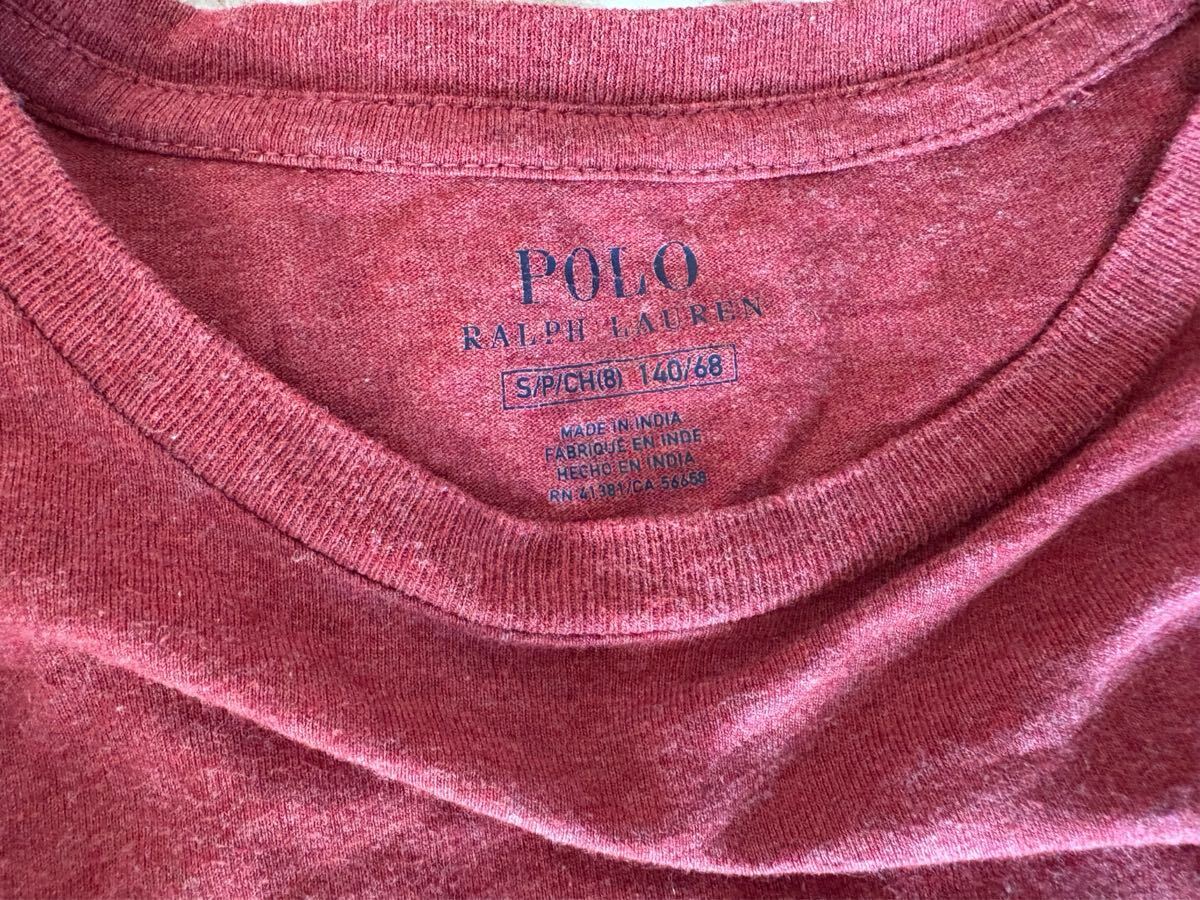 POLO
RALPH LAUREN
S/P/CH(8) 140/68
MADE IN INDIA
FABRIQUÉ EN INDE
HECHO EN INDIA
RN 41381/CA 56658